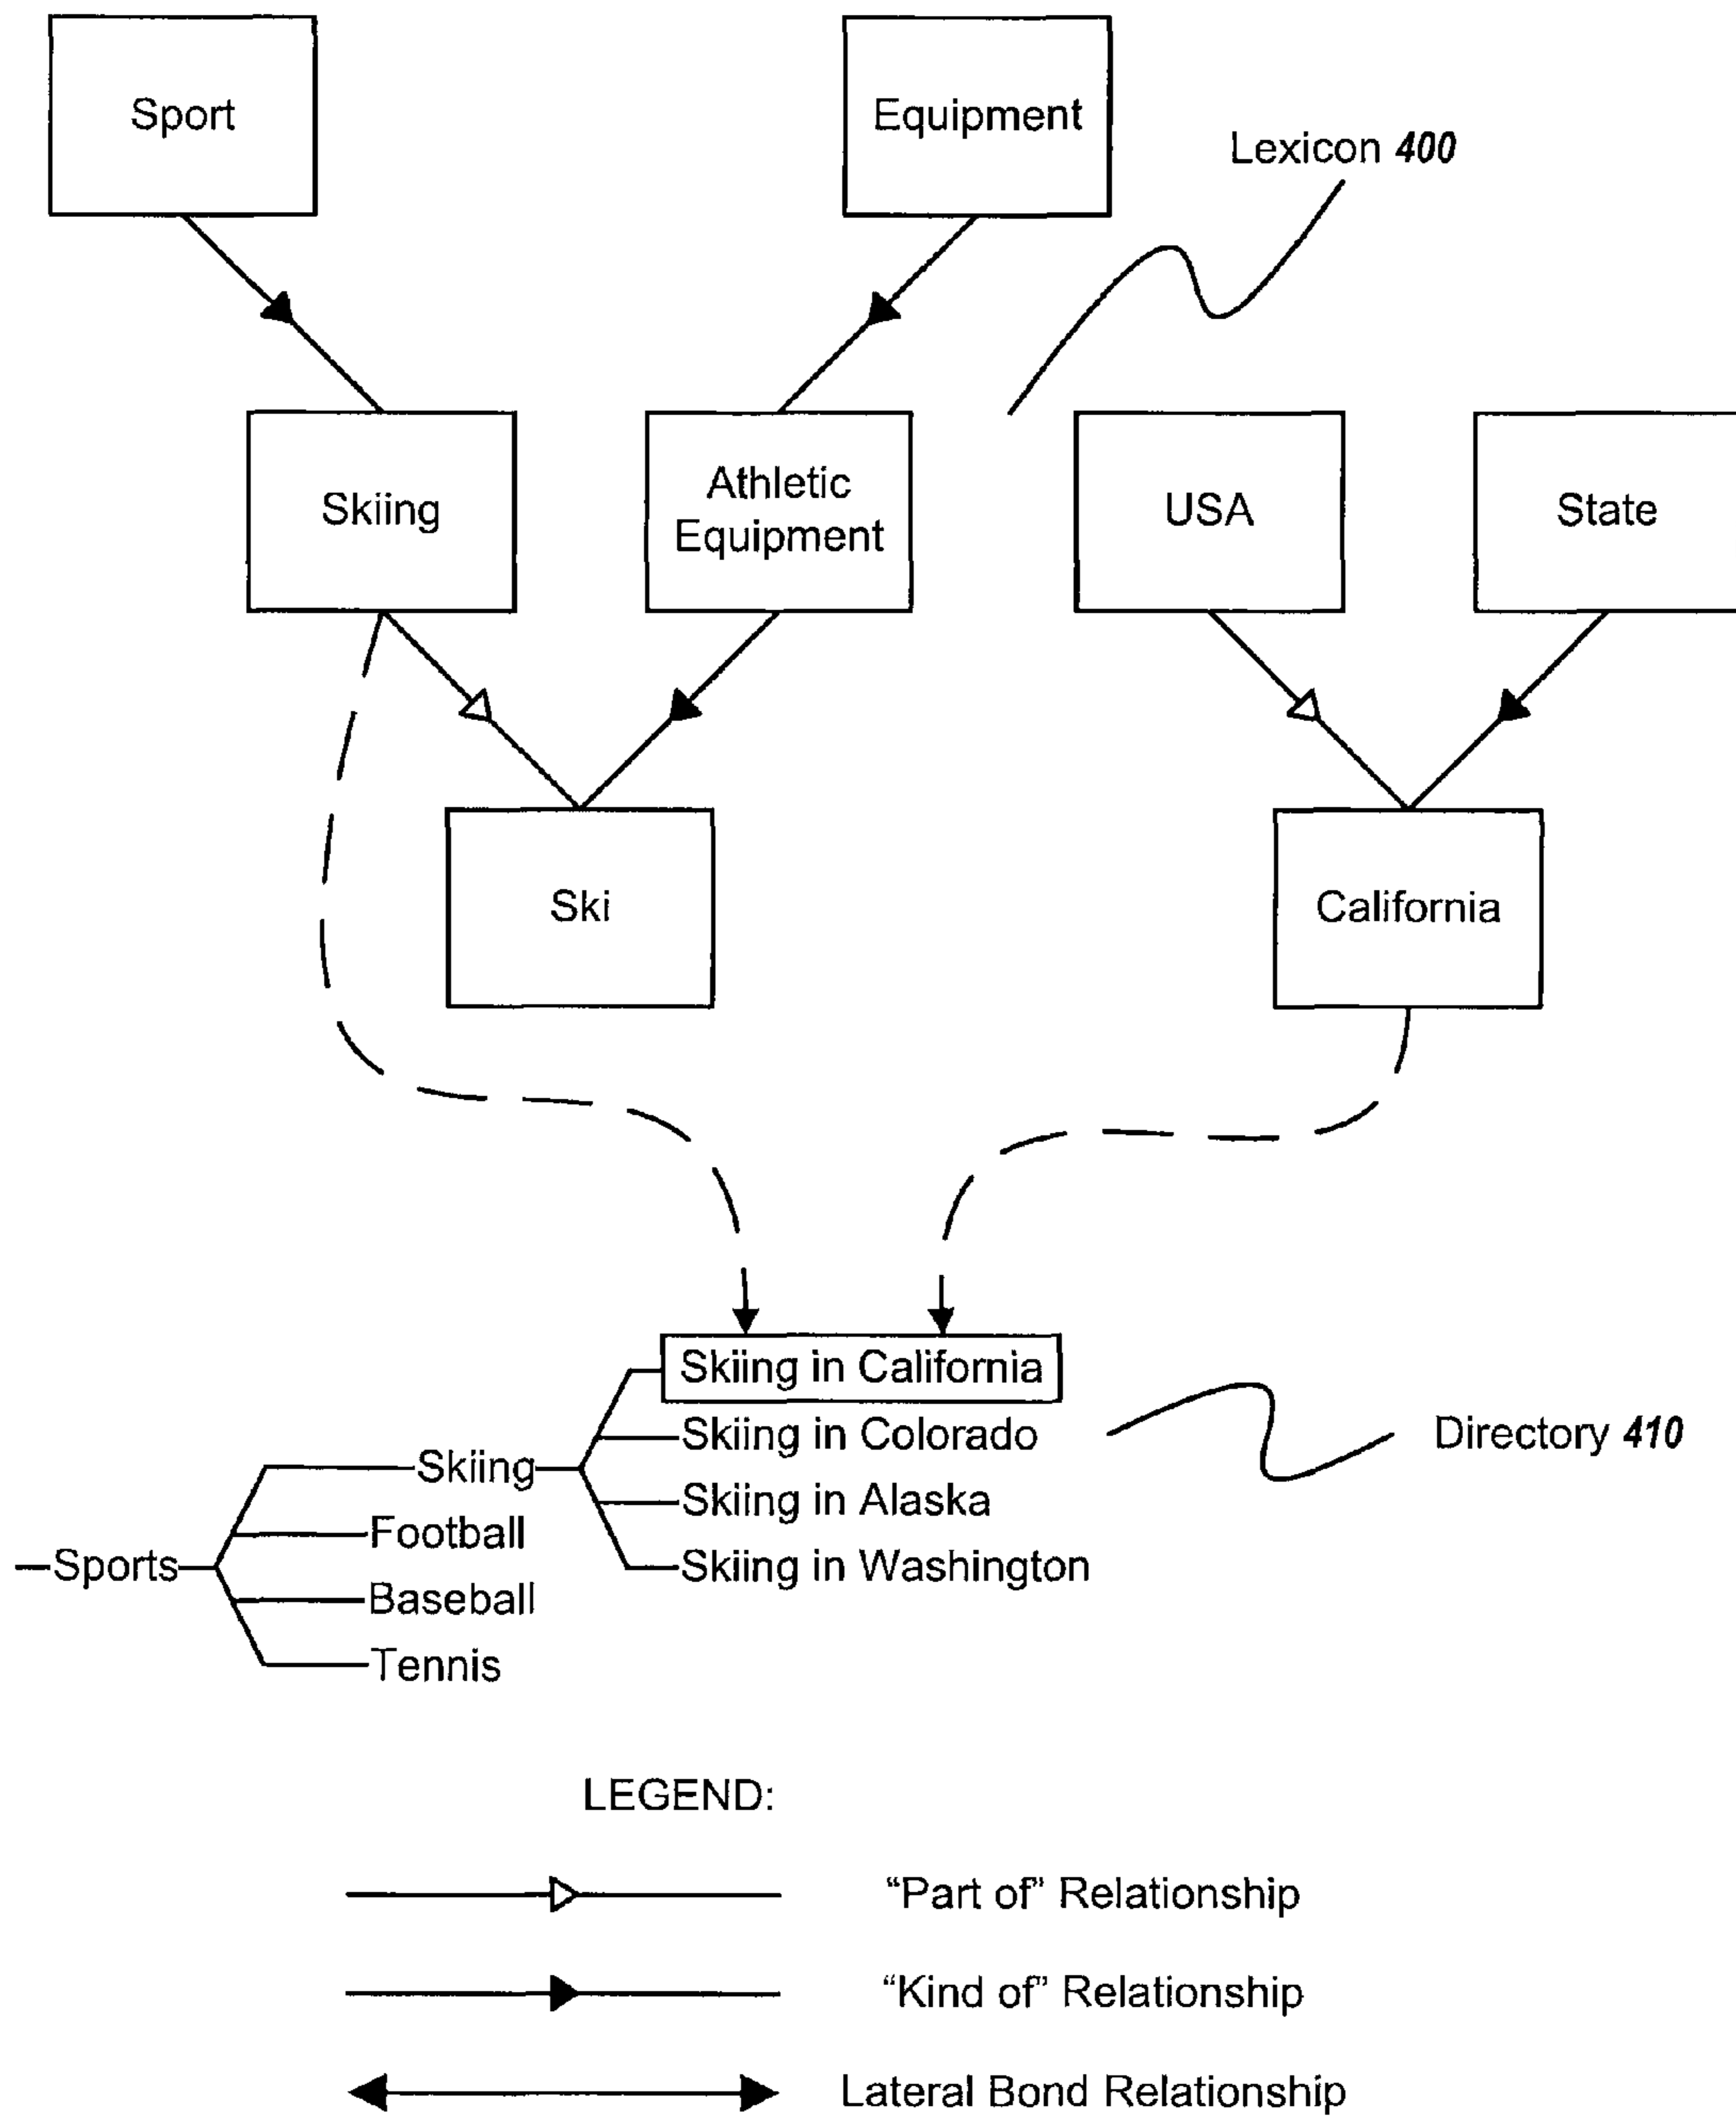 Sport
Equipment
Lexicon 400
Skiing
Athletic
Equipment
USA
State
Ski
California
Skiing in California
Skiing in Colorado
Directory 410
Skiing
Skiing in Alaska
Football
Sports
Skiing in Washington
Baseball
Tennis
LEGEND:
“Part of” Relationship
“Kind of” Relationship
Lateral Bond Relationship